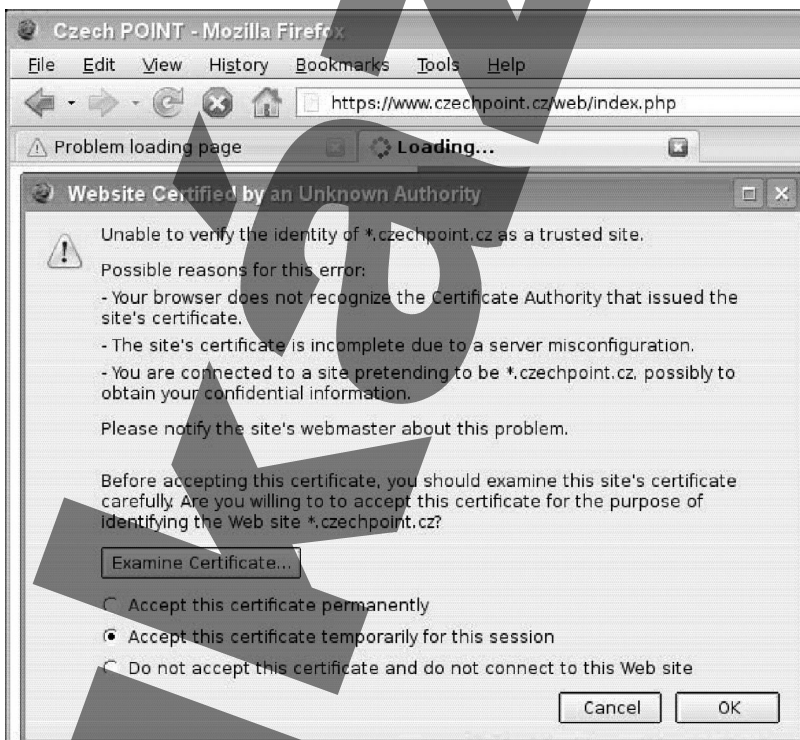 Czech POINT - Mozilla Firefox
File Edit View History Bookmarks Tools Help
https://www.czechpoint.cz/web/index.php
Problem loading page
Loading...
Website Certified by an Unknown Authority
Unable to verify the identity of *.czechpoint.cz as a trusted site.
Possible reasons for this error:
- Your browser does not recognize the Certificate Authority that issued the
site's certificate.
- The site's certificate is incomplete due to a server misconfiguration.
- You are connected to a site pretending to be *.czechpoint.cz, possibly to
obtain your confidential information.
Please notify the site's webmaster about this problem.
Before accepting this certificate, you should examine this site's certificate
carefully. Are you willing to to accept this certificate for the purpose of
identifying the Web site *.czechpoint.cz?
Examine Certificate...
Accept this certificate permanently
Accept this certificate temporarily for this session
Do not accept this certificate and do not connect to this Web site
Cancel OK